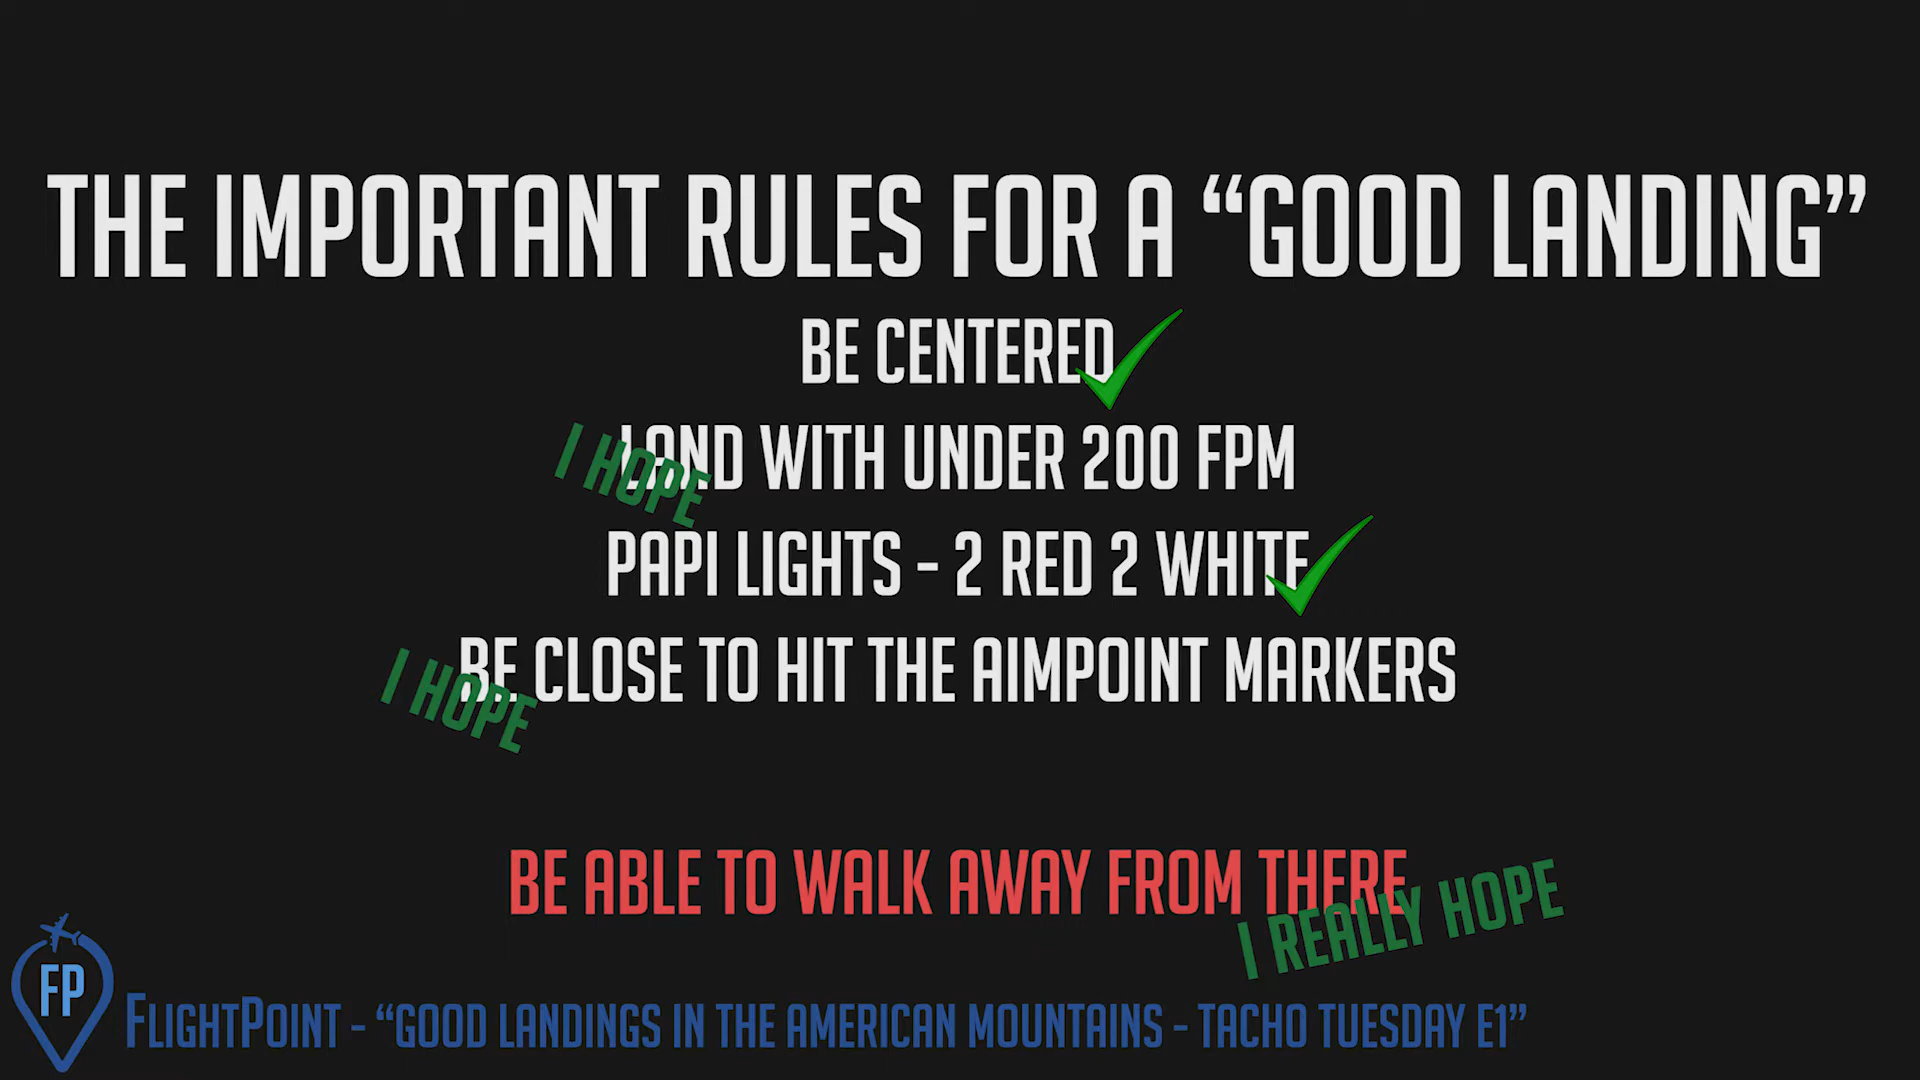 THE IMPORTANT RULES FOR A “GOOD LANDING”
BE CENTERED
LAND WITH UNDER 200 FPM
I HOPE
PAPI LIGHTS - 2 RED 2 WHITE
BE CLOSE TO HIT THE AIMPOINT MARKERS
I HOPE
BE ABLE TO WALK AWAY FROM THERE
I REALLY HOPE
FP
FLIGHTPOINT - “GOOD LANDINGS IN THE AMERICAN MOUNTAINS - TACHO TUESDAY E1”